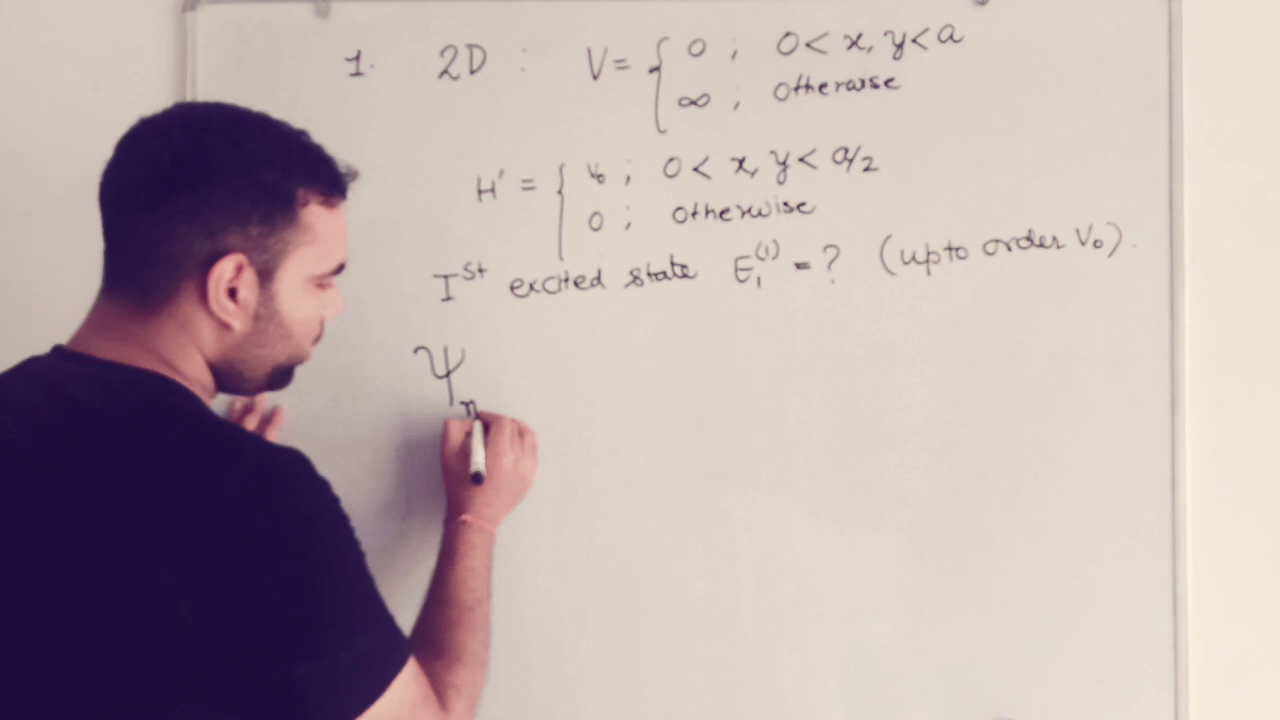 1. 2D : V = { 0 ; 0 < x, y < a
∞ , otherwise
H' = { V₀ ; 0 < x, y < a/2
0 ; otherwise
Iˢᵗ excited state E₁⁽¹⁾ = ? (upto order V₀).
Ψₙ